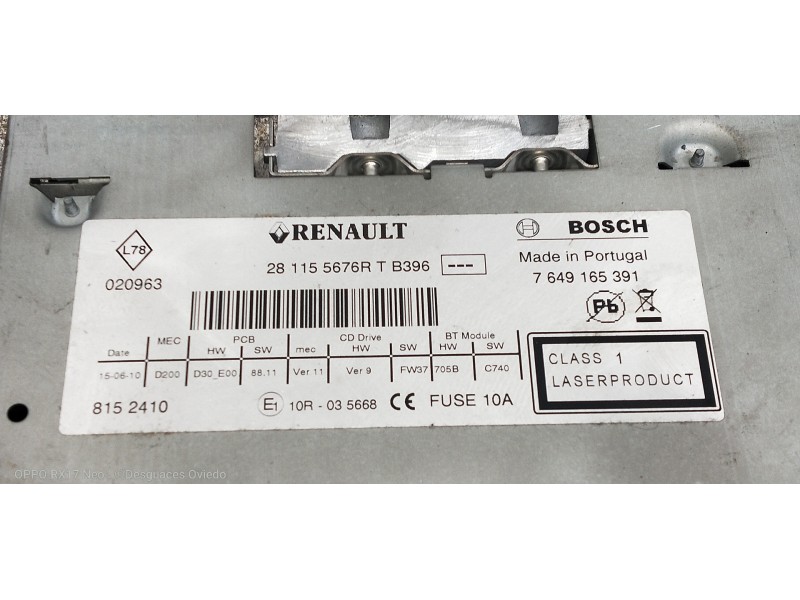 RENAULT
BOSCH
L78
28 115 5676R T B396
---
Made in Portugal
020963
7 649 165 391
Pb
MEC PCB CD Drive BT Module
Date HW SW mec HW SW HW SW
15-06-10 D200 D30_E00 88.11 Ver 11 Ver 9 FW37 705B C740
CLASS 1
LASERPRODUCT
815 2410
E1 10R - 03 5668 CE FUSE 10A
OPPO RX17 Neo Desguaces Oviedo